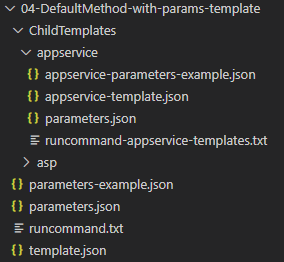 04-DefaultMethod-with-params-template
ChildTemplates
appservice
{} appservice-parameters-example.json
{} appservice-template.json
{} parameters.json
runcommand-appservice-templates.txt
asp
{} parameters-example.json
{} parameters.json
runcommand.txt
{} template.json